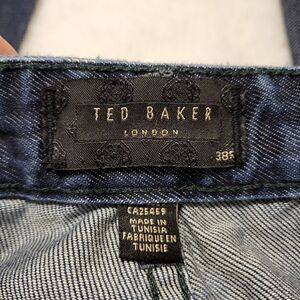 TED BAKER
LONDON
38R
CA25459
MADE IN
TUNISIA
FABRIQUE EN
TUNISIE